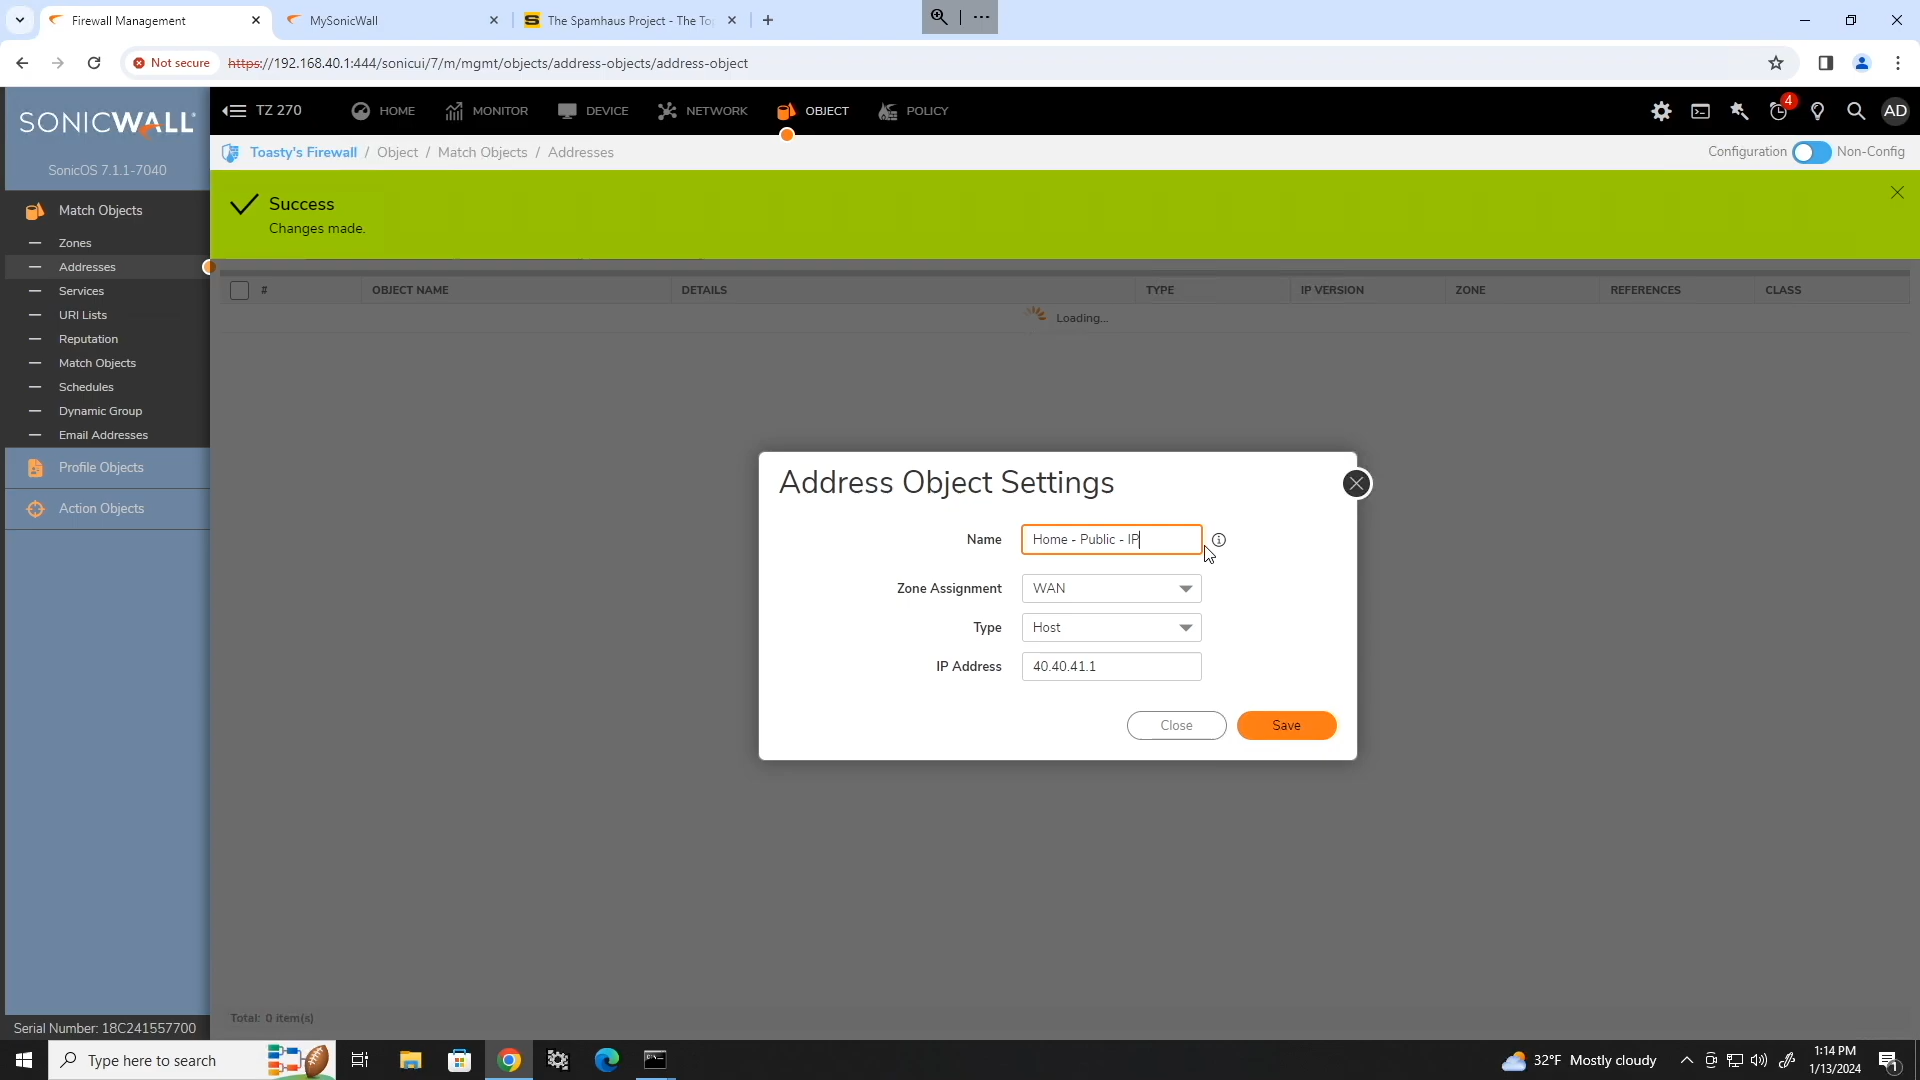 Firewall Management
MySonicWall
The Spamhaus Project - The To
Not secure
https://192.168.40.1:444/sonicui/7/m/mgmt/objects/address-objects/address-object
SONICWALL
SonicOS 7.1.1-7040
TZ 270
HOME
MONITOR
DEVICE
NETWORK
OBJECT
POLICY
4
AD
Toasty's Firewall / Object / Match Objects / Addresses
Configuration
Non-Config
Success
Changes made.
Match Objects
Zones
Addresses
Services
URI Lists
Reputation
Match Objects
Schedules
Dynamic Group
Email Addresses
Profile Objects
Action Objects
# OBJECT NAME DETAILS TYPE IP VERSION ZONE REFERENCES CLASS
Loading...
Address Object Settings
Name Home - Public - IP
Zone Assignment WAN
Type Host
IP Address 40.40.41.1
Close
Save
Total: 0 item(s)
Serial Number: 18C241557700
Type here to search
32°F Mostly cloudy
1:14 PM
1/13/2024
1